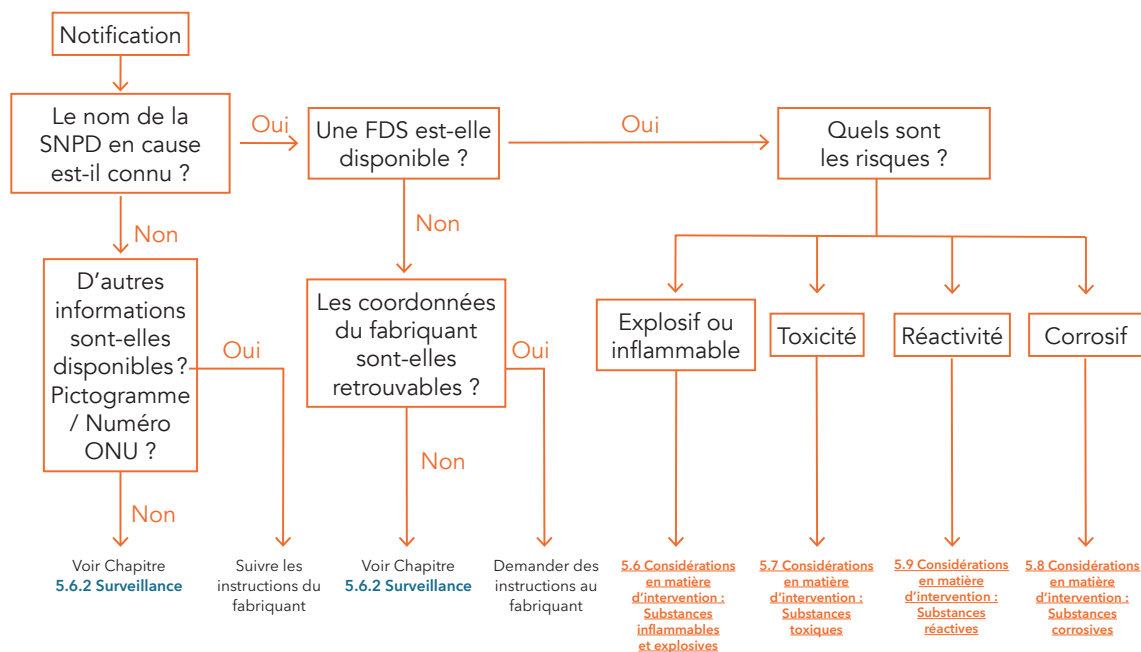 Notification
Le nom de la
SNPD en cause
est-il connu ?
Oui
Une FDS est-elle
disponible ?
Oui
Quels sont
les risques ?
Non
Non
D'autres
informations
sont-elles
disponibles ?
Pictogramme
/ Numéro
ONU ?
Oui
Les coordonnées
du fabriquant
sont-elles
retrouvables ?
Oui
Explosif ou
inflammable
Toxicité
Réactivité
Corrosif
Non
Non
Voir Chapitre
5.6.2 Surveillance
Suivre les
instructions du
fabriquant
Voir Chapitre
5.6.2 Surveillance
Demander des
instructions au
fabriquant
5.6 Considérations
en matière
d'intervention :
Substances
inflammables
et explosives
5.7 Considérations
en matière
d'intervention :
Substances
toxiques
5.9 Considérations
en matière
d'intervention :
Substances
réactives
5.8 Considérations
en matière
d'intervention :
Substances
corrosives